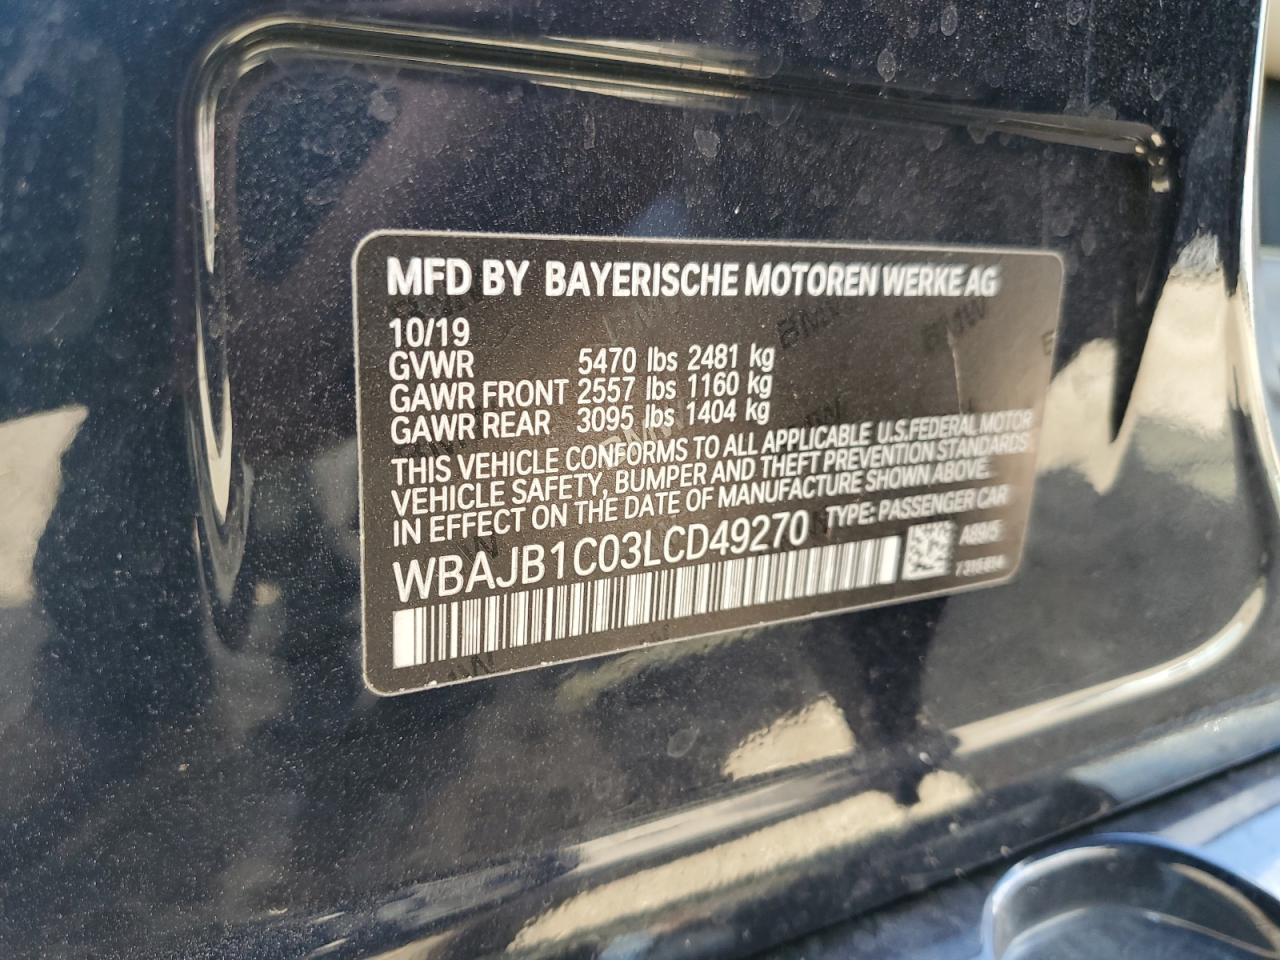 MFD BY BAYERISCHE MOTOREN WERKE AG
10/19
GVWR 5470 lbs 2481 kg
GAWR FRONT 2557 lbs 1160 kg
GAWR REAR 3095 lbs 1404 kg
THIS VEHICLE CONFORMS TO ALL APPLICABLE U.S.FEDERAL MOTOR
VEHICLE SAFETY, BUMPER AND THEFT PREVENTION STANDARDS
IN EFFECT ON THE DATE OF MANUFACTURE SHOWN ABOVE.
WBAJB1C03LCD49270 TYPE: PASSENGER CAR